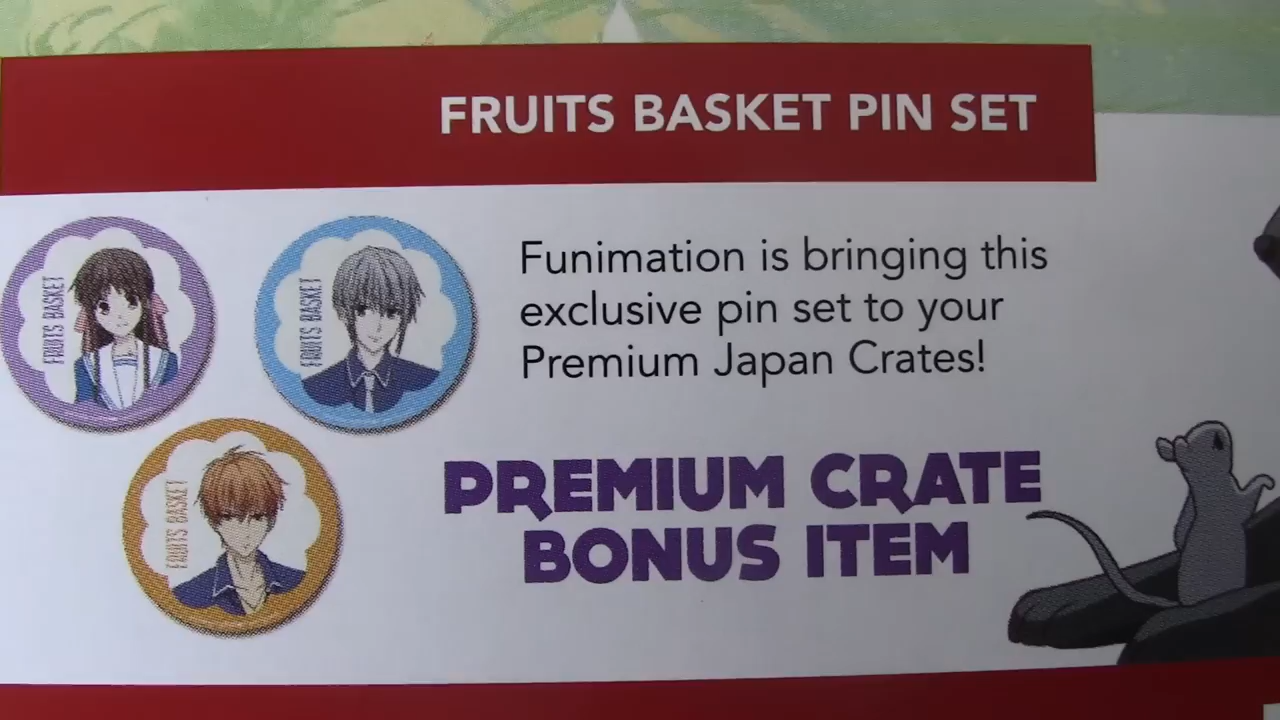 FRUITS BASKET PIN SET
FRUITS BASKET
FRUITS BASKET
FRUITS BASKET
Funimation is bringing this
exclusive pin set to your
Premium Japan Crates!
PREMIUM CRATE
BONUS ITEM